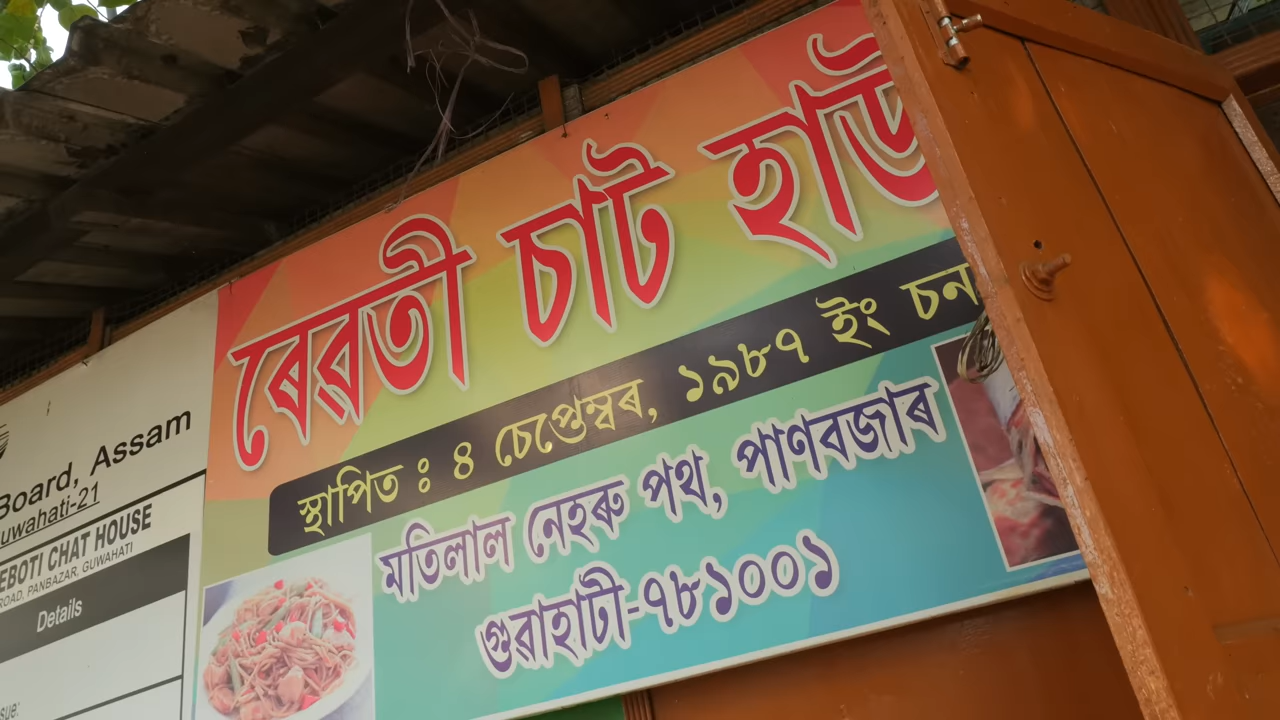 ৰেৱতী চাট হাউ
স্থাপিত : ৪ চেপ্তেম্বৰ, ১৯৮৭ ইং চন
মতিলাল নেহৰু পথ, পাণবজাৰ
গুৱাহাটী-৭৮১০০১
Board, Assam
uwahati-21
EBOTI CHAT HOUSE
ROAD, PANBAZAR, GUWAHATI
Details
sue: